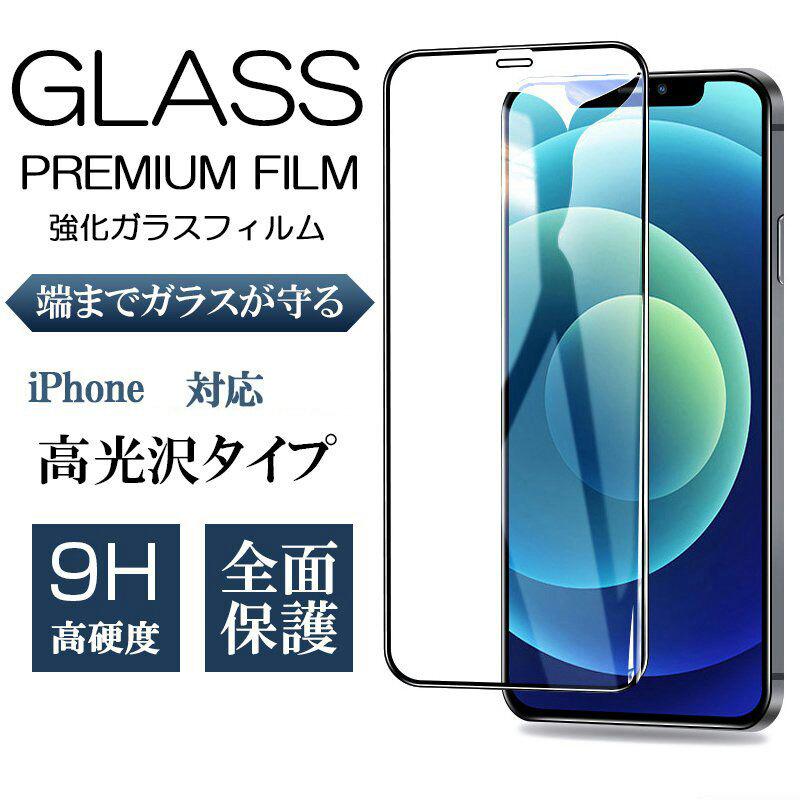 GLASS
PREMIUM FILM
強化ガラスフィルム
端までガラスが守る
iPhone 対応
高光沢タイプ
9H
高硬度
全面
保護